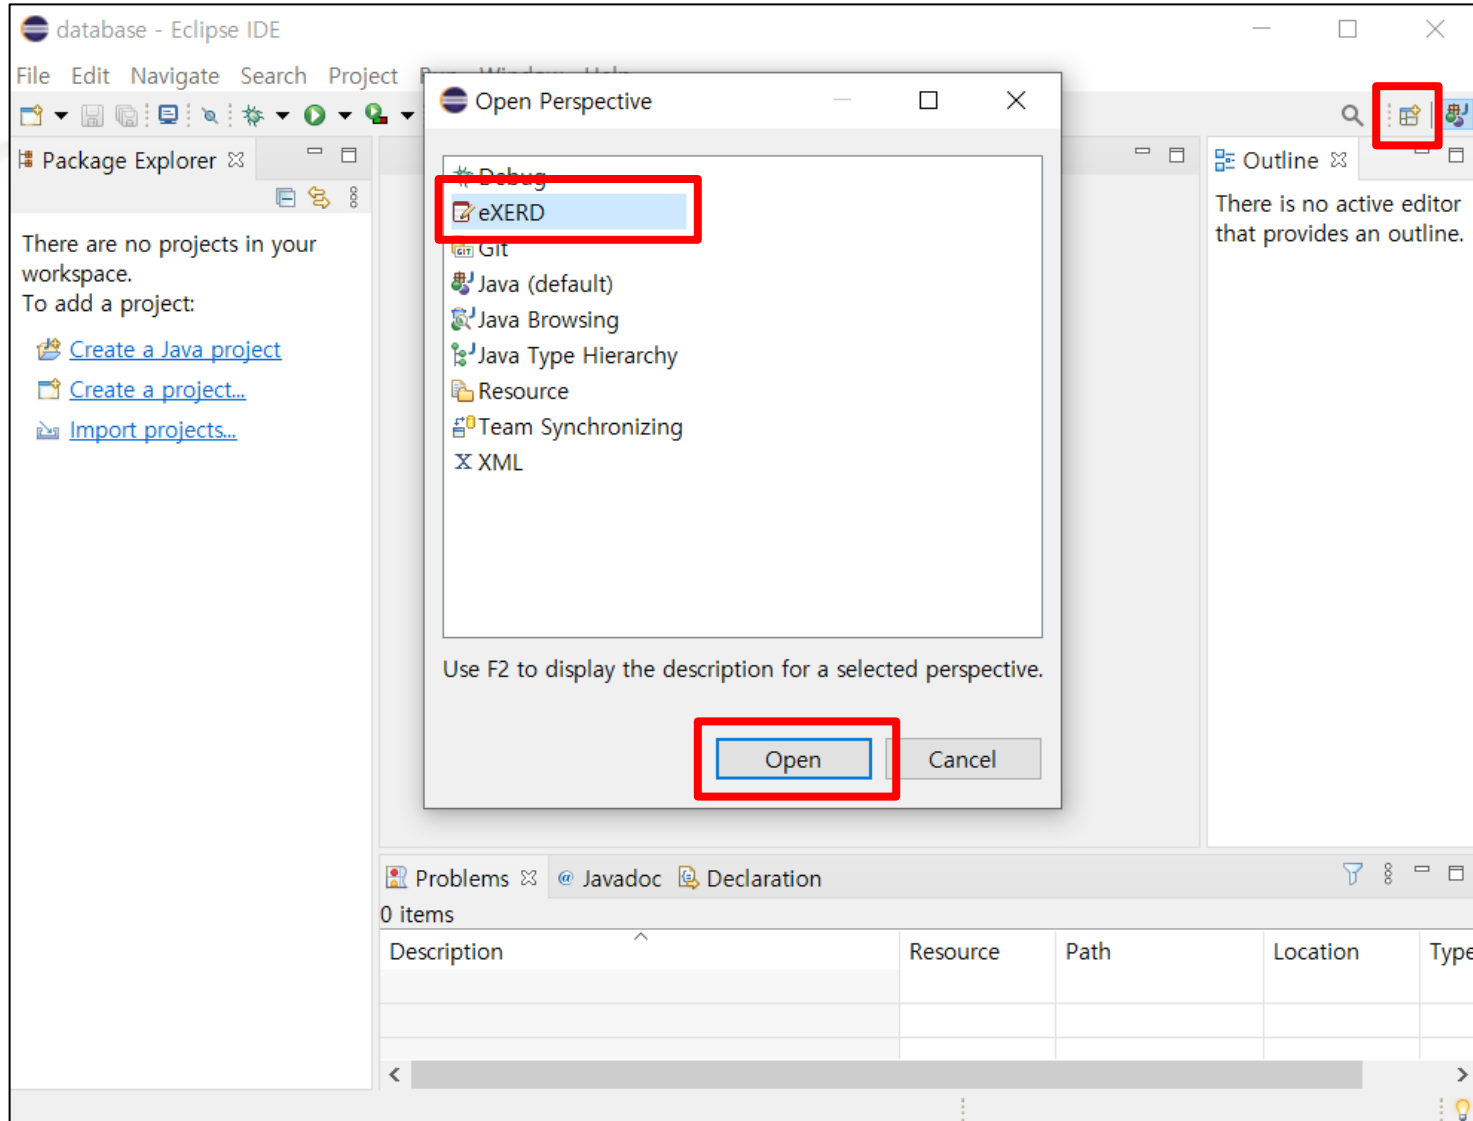 database - Eclipse IDE
File Edit Navigate Search Project Run Window Help
Open Perspective
Package Explorer
There are no projects in your
workspace.
To add a project:
Create a Java project
Create a project...
Import projects...
Debug
eXERD
Git
Java (default)
Java Browsing
Java Type Hierarchy
Resource
Team Synchronizing
XML
Use F2 to display the description for a selected perspective.
Open
Cancel
Outline
There is no active editor
that provides an outline.
Problems @ Javadoc Declaration
0 items
Description Resource Path Location Type